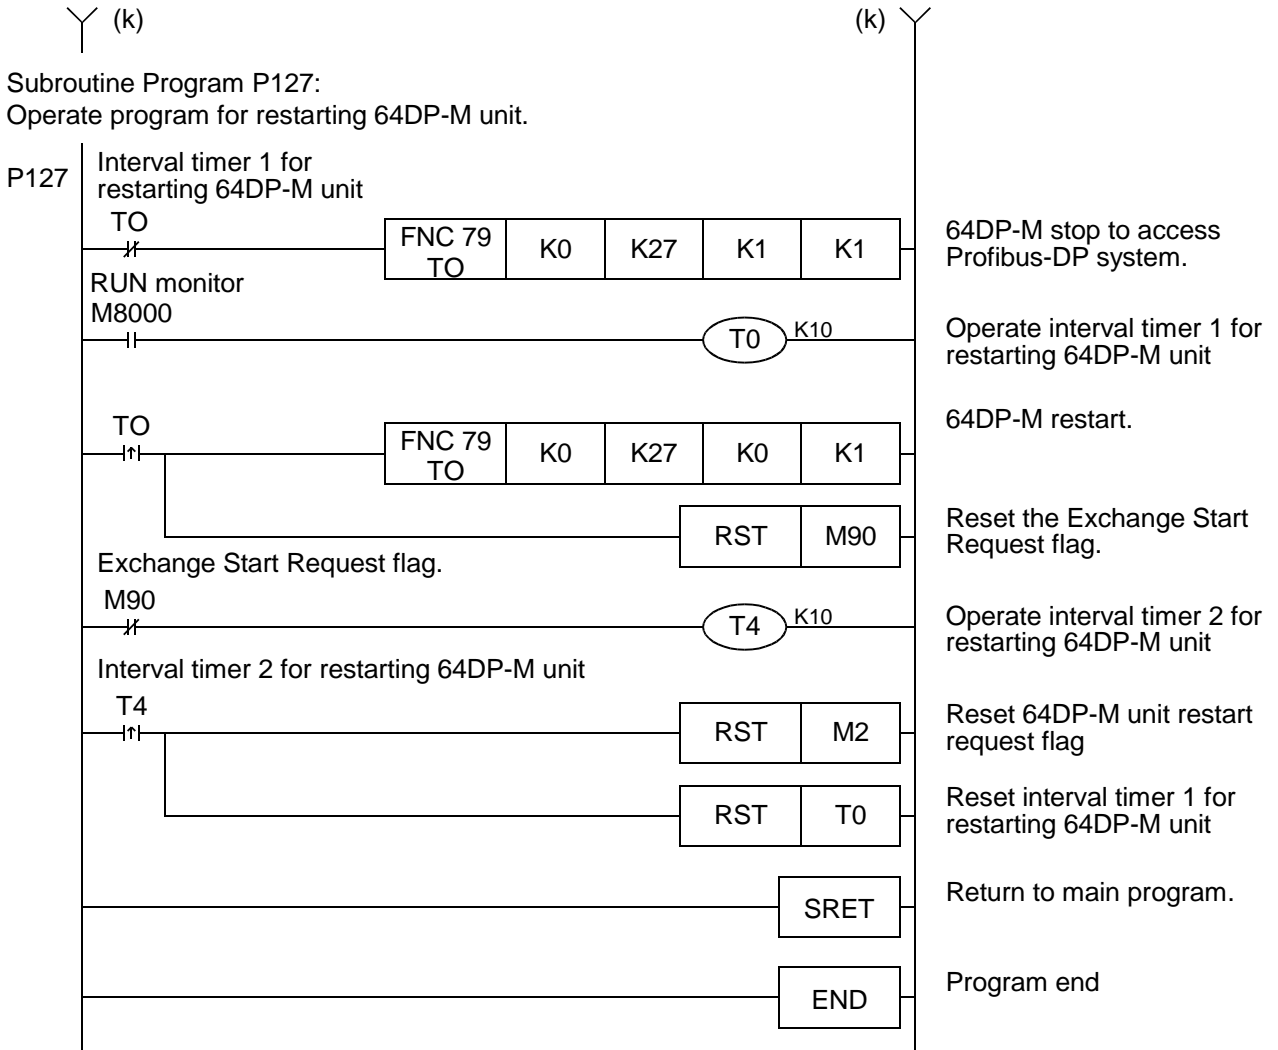 (k) (k)
Subroutine Program P127:
Operate program for restarting 64DP-M unit.
P127
Interval timer 1 for
restarting 64DP-M unit
TO
FNC 79
TO
K0 K27 K1 K1
64DP-M stop to access
Profibus-DP system.
RUN monitor
M8000
T0 K10
Operate interval timer 1 for
restarting 64DP-M unit
TO
FNC 79
TO
K0 K27 K0 K1
64DP-M restart.
RST M90
Reset the Exchange Start
Request flag.
Exchange Start Request flag.
M90
T4 K10
Operate interval timer 2 for
restarting 64DP-M unit
Interval timer 2 for restarting 64DP-M unit
T4
RST M2
Reset 64DP-M unit restart
request flag
RST T0
Reset interval timer 1 for
restarting 64DP-M unit
SRET
Return to main program.
END
Program end